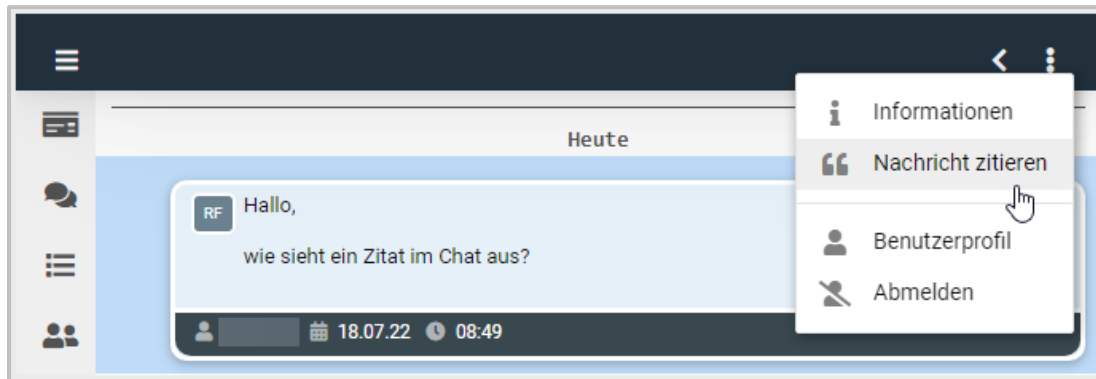 Informationen
Heute
Nachricht zitieren
RF Hallo,
wie sieht ein Zitat im Chat aus?
Benutzerprofil
Abmelden
18.07.22 08:49